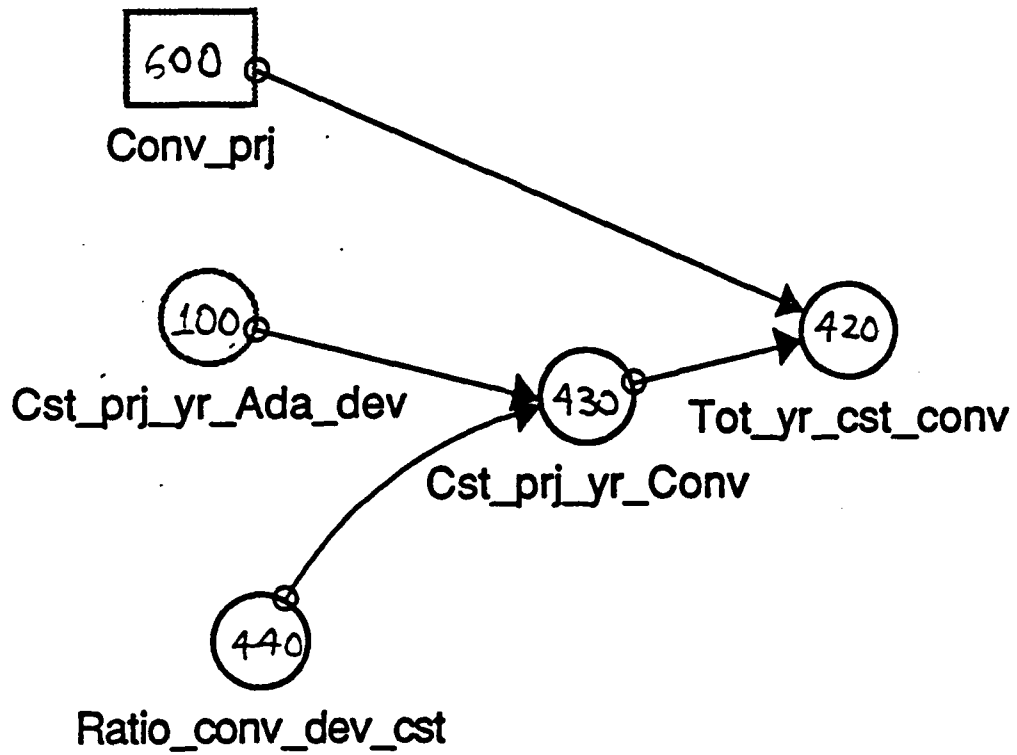 600
Conv_prj
100
Cst_prj_yr_Ada_dev
430
Cst_prj_yr_Conv
420
Tot_yr_cst_conv
440
Ratio_conv_dev_cst